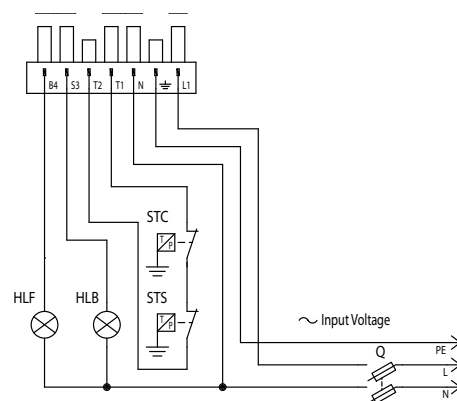 B4 S3 T2 T1 N L1
STC
T
P
STS
T
P
HLF HLB
~ Input Voltage
PE
Q
L
N